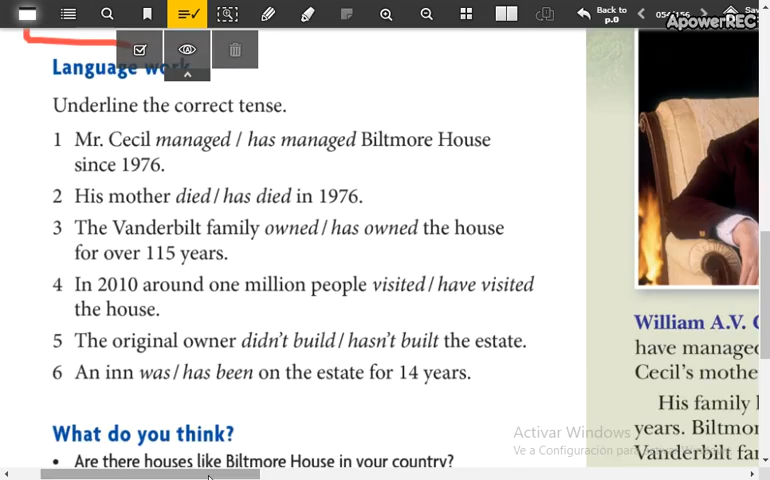 Back to
p.0
054/156
Sav
ApowerREC
Language wo
Underline the correct tense.
1 Mr. Cecil managed / has managed Biltmore House
since 1976.
2 His mother died / has died in 1976.
3 The Vanderbilt family owned / has owned the house
for over 115 years.
4 In 2010 around one million people visited / have visited
the house.
5 The original owner didn't build / hasn't built the estate.
6 An inn was / has been on the estate for 14 years.
What do you think?
• Are there houses like Biltmore House in your country?
William A.V. C
have managed
Cecil's mothe
His family l
years. Biltmor
Vanderbilt fam
Activar Windows